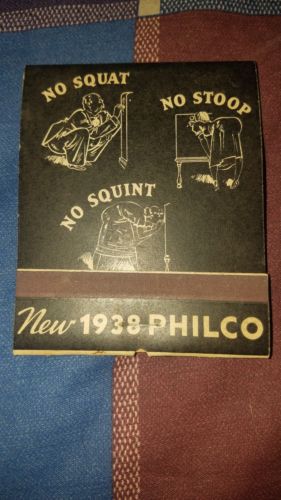 NO SQUAT
NO STOOP
NO SQUINT
New 1938 PHILCO